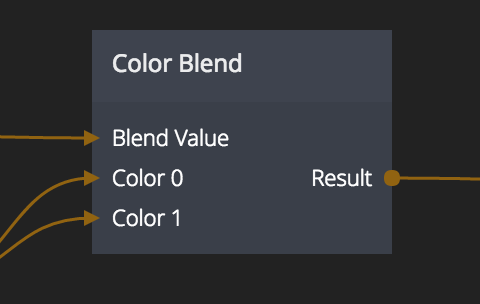 Color Blend
Blend Value
Color 0
Result
Color 1